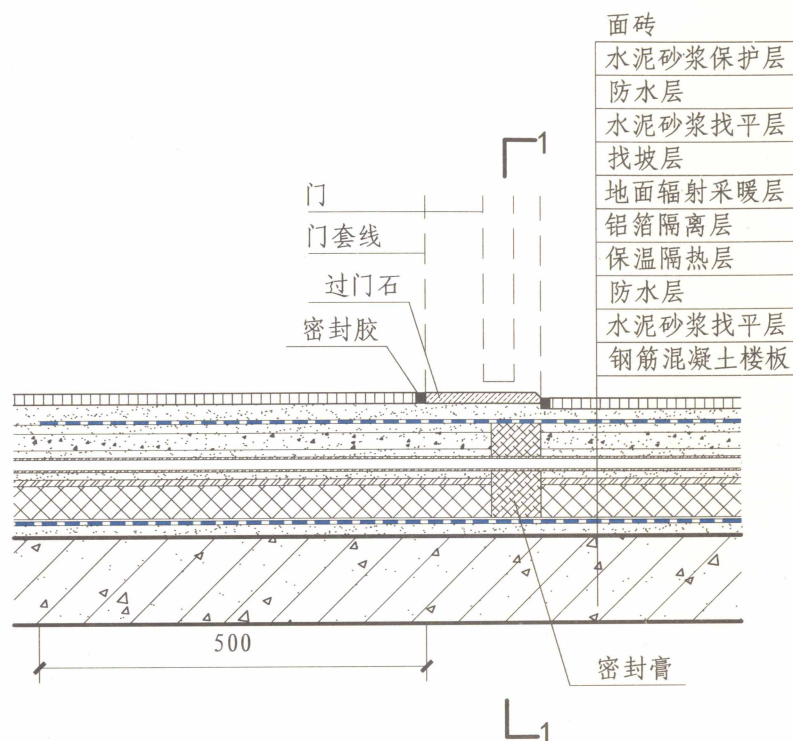 面砖
水泥砂浆保护层
防水层
水泥砂浆找平层
找坡层
地面辐射采暖层
铝箔隔离层
保温隔热层
防水层
水泥砂浆找平层
钢筋混凝土楼板
1
门
门套线
过门石
密封胶
500
密封膏
1